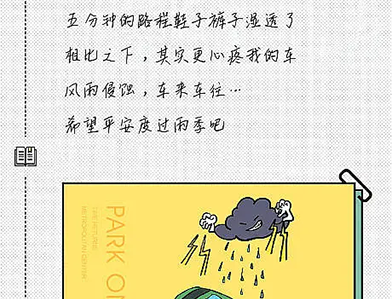 五分钟的路程鞋子裤子湿透了
相比之下，其实更心疼我的车
风雨侵蚀，车来车往…
希望平安度过雨季吧
PARK ON